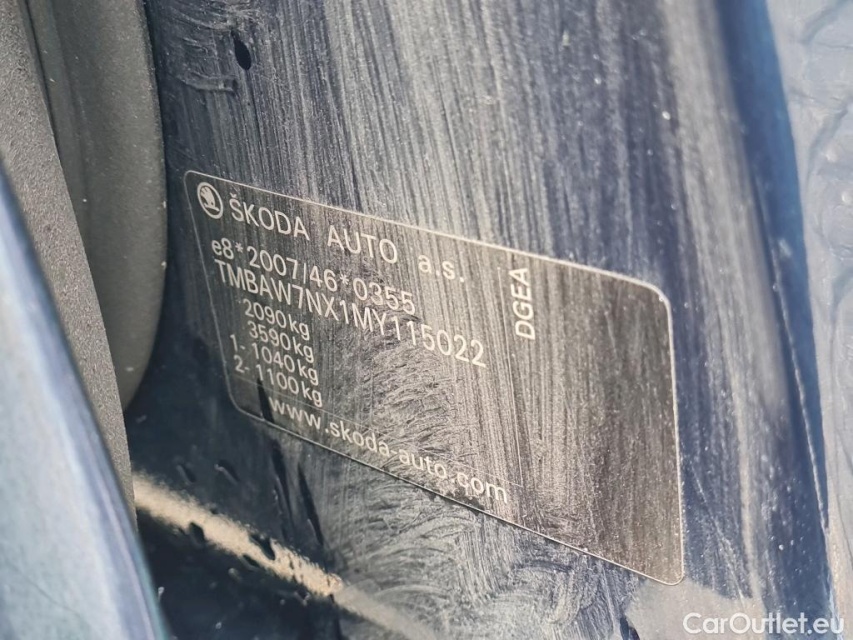 ŠKODA AUTO a.s.
e8*2007/46*0355
TMBAW7NX1MY115022
2090kg
3590kg
1- 1040kg
2- 1100kg
www.skoda-auto.com
DGEA
CarOutlet.eu